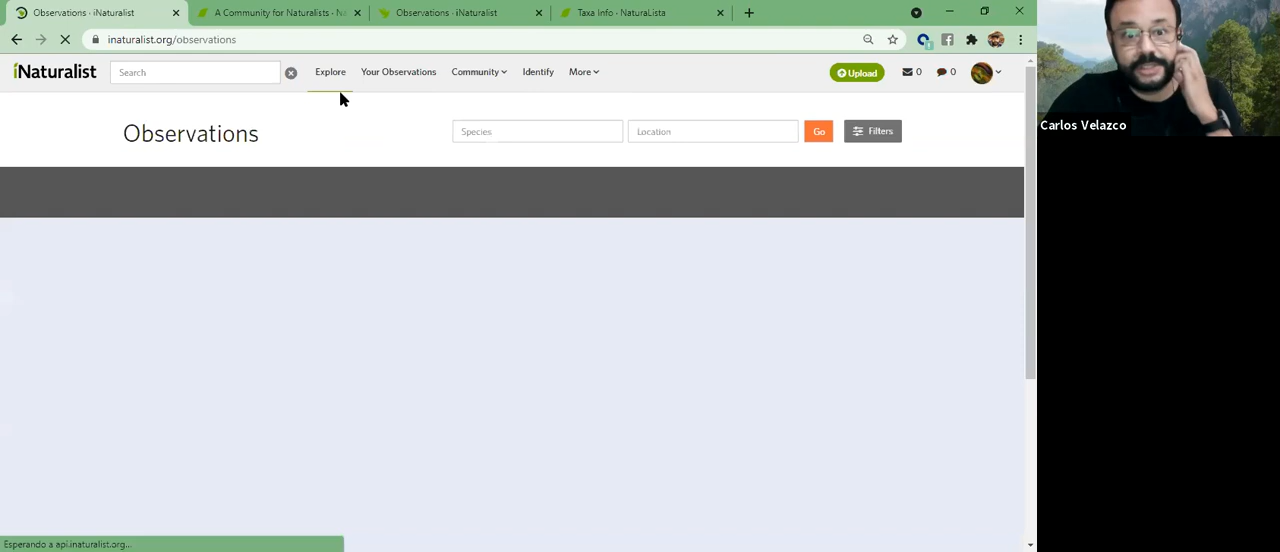 Observations · iNaturalist
A Community for Naturalists · Na
Observations · iNaturalist
Taxa Info · NaturaLista
inaturalist.org/observations
iNaturalist
Search
Explore
Your Observations
Community
Identify
More
Upload
0
0
Observations
Species
Location
Go
Filters
Carlos Velazco
Esperando a api.inaturalist.org...